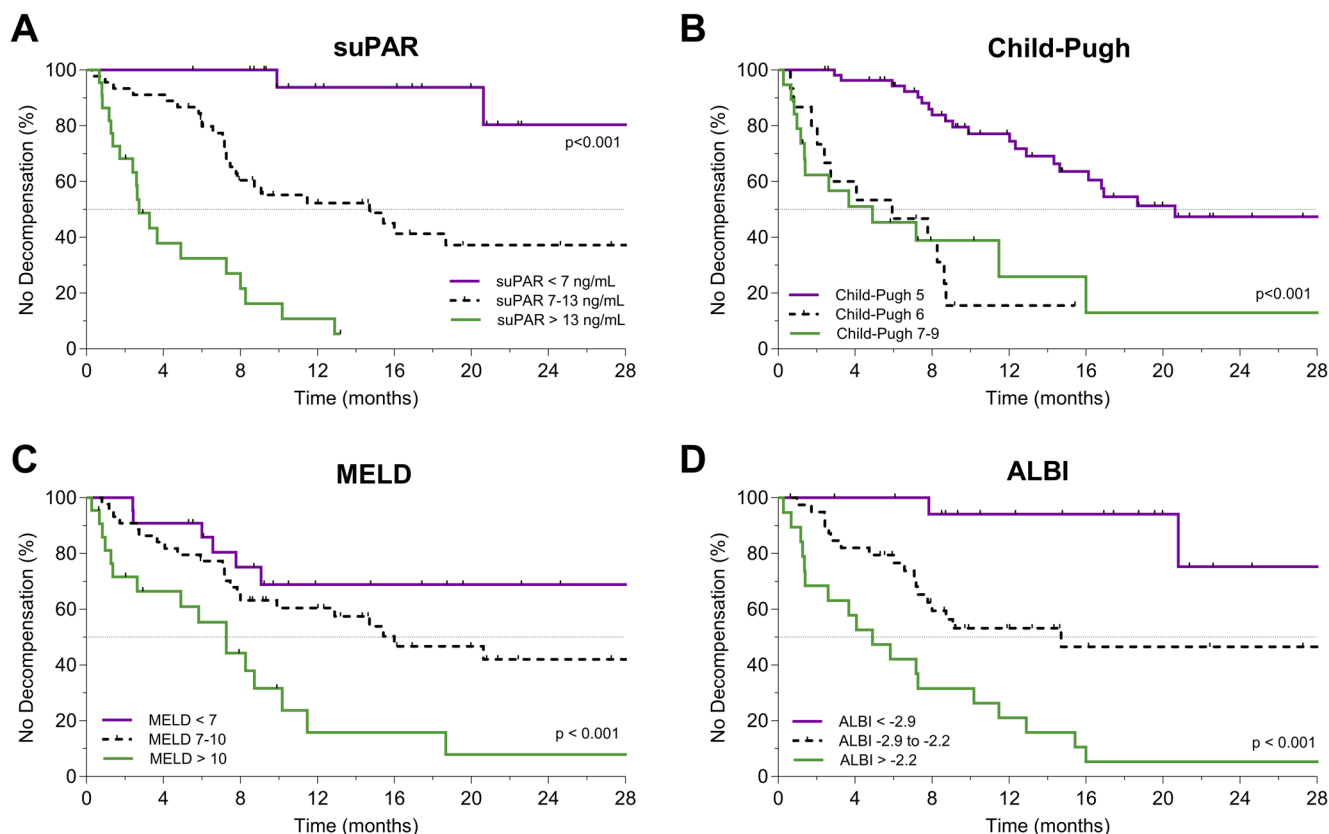 A
suPAR
No Decompensation (%)
100
80
60
40
20
0
p<0.001
suPAR < 7 ng/mL
suPAR 7-13 ng/mL
suPAR > 13 ng/mL
0 4 8 12 16 20 24 28
Time (months)
B
Child-Pugh
No Decompensation (%)
100
80
60
40
20
0
Child-Pugh 5
Child-Pugh 6
Child-Pugh 7-9
p<0.001
0 4 8 12 16 20 24 28
Time (months)
C
MELD
No Decompensation (%)
100
80
60
40
20
0
MELD < 7
MELD 7-10
MELD > 10
p < 0.001
0 4 8 12 16 20 24 28
Time (months)
D
ALBI
No Decompensation (%)
100
80
60
40
20
0
ALBI < -2.9
ALBI -2.9 to -2.2
ALBI > -2.2
p < 0.001
0 4 8 12 16 20 24 28
Time (months)